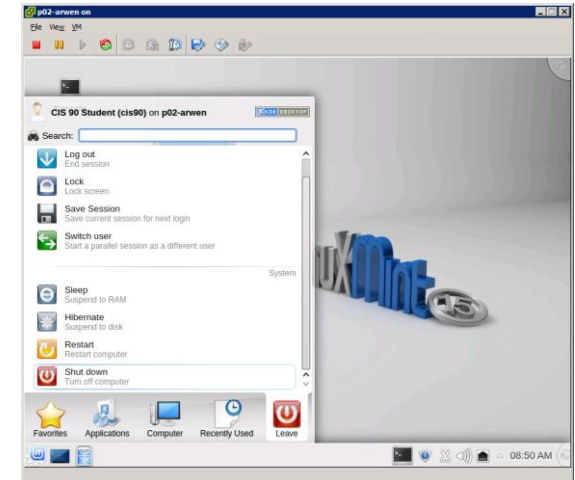 p02-arwen on
File View VM
CIS 90 Student (cis90) on p02-arwen
KDE DESKTOP
Search:
Log out
End session
Lock
Lock screen
Save Session
Save current session for next login
Switch user
Start a parallel session as a different user
System
Sleep
Suspend to RAM
Hibernate
Suspend to disk
Restart
Restart computer
Shut down
Turn off computer
Favorites Applications Computer Recently Used Leave
uxMint 15
08:50 AM